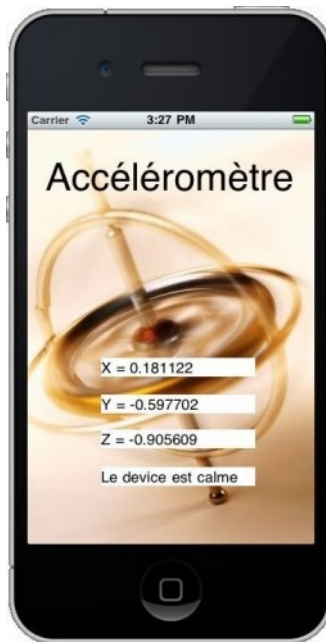 Carrier 3:27 PM
Accéléromètre
X = 0.181122
Y = -0.597702
Z = -0.905609
Le device est calme